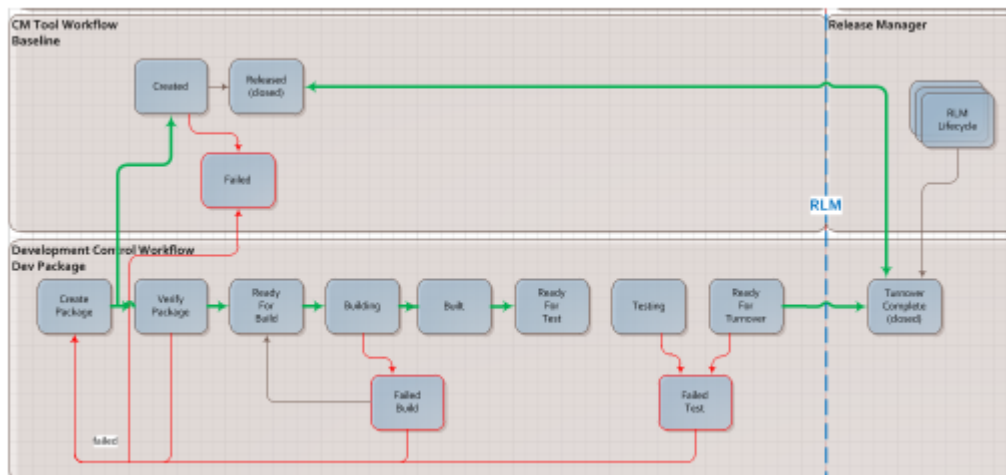 CM Tool Workflow
Baseline
Release Manager
Created
Released
(closed)
RLM
Lifecycle
Failed
RLM
Development Control Workflow
Dev Package
Create
Package
Verify
Package
Ready
For
Build
Building
Built
Ready
For
Test
Testing
Ready
For
Turnover
Turnover
Complete
(closed)
Failed
Build
Failed
Test
failed